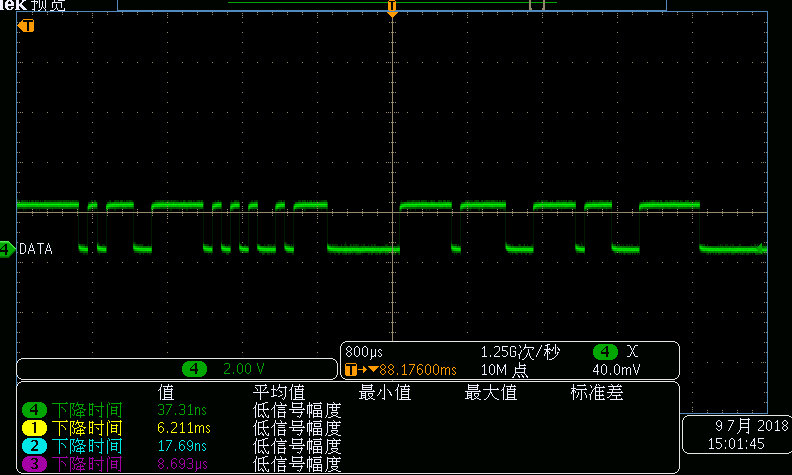 tek 预览
T
T
4 DATA
800µs 1.25G次/秒 4 X
4 2.00 V T→▼88.17600ms 10M 点 40.0mV
值 平均值 最小值 最大值 标准差
4 下降时间 37.31ns 低信号幅度
1 下降时间 6.211ms 低信号幅度
2 下降时间 17.69ns 低信号幅度
3 下降时间 8.693µs 低信号幅度
9 7月 2018
15:01:45